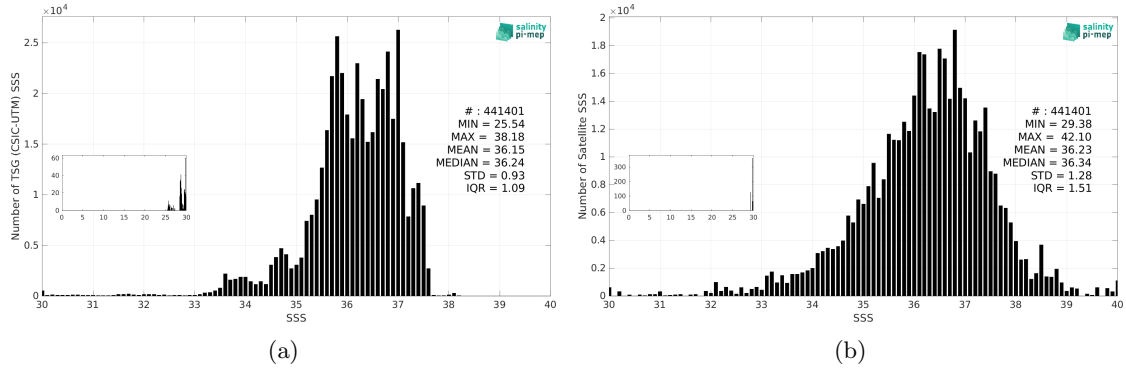 ×10⁴
2.5
2
1.5
1
0.5
0
Number of TSG (CSIC-UTM) SSS
salinity
pi-mep
# : 441401
MIN = 25.54
MAX = 38.18
MEAN = 36.15
MEDIAN = 36.24
STD = 0.93
IQR = 1.09
60
40
20
0
0 5 10 15 20 25 30
30 31 32 33 34 35 36 37 38 39 40
SSS
(a)
×10⁴
2
1.8
1.6
1.4
1.2
1
0.8
0.6
0.4
0.2
0
Number of Satellite SSS
salinity
pi-mep
# : 441401
MIN = 29.38
MAX = 42.10
MEAN = 36.23
MEDIAN = 36.34
STD = 1.28
IQR = 1.51
300
200
100
0
0 5 10 15 20 25 30
30 31 32 33 34 35 36 37 38 39 40
SSS
(b)